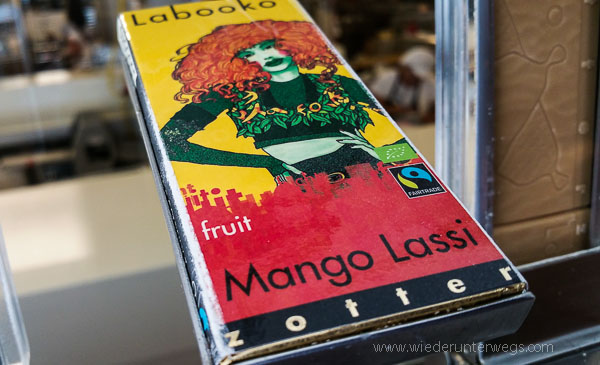 Labooko
FAIRTRADE
fruit
Mango Lassi
zotter
www.wiederunterwegs.com